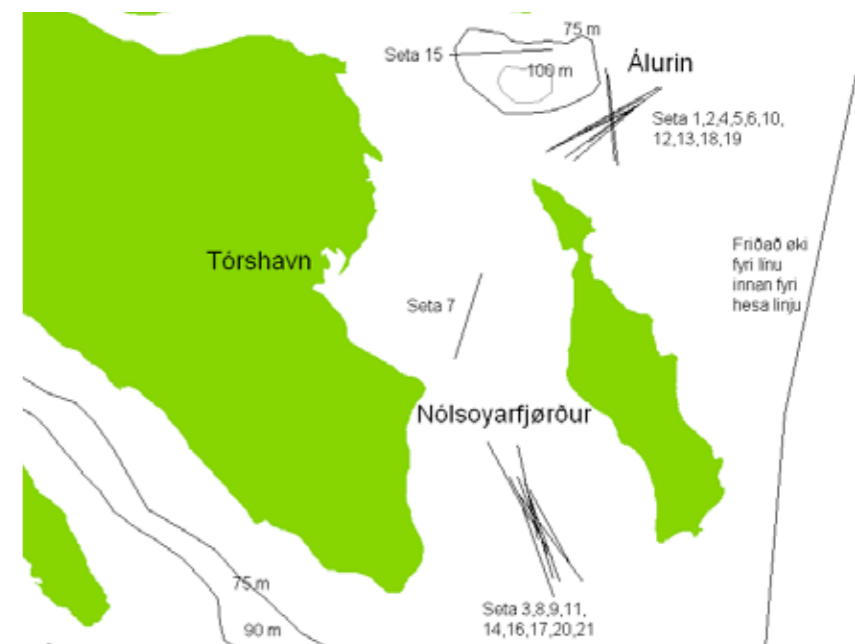 75 m
Seta 15
100 m
Álurin
Seta 1,2,4,5,6,10,
12,13,18,19
Tórshavn
Friðað øki
fyri línu
innan fyri
hesa linju
Seta 7
Nólsoyarfjørður
75 m
90 m
Seta 3,8,9,11,
14,16,17,20,21